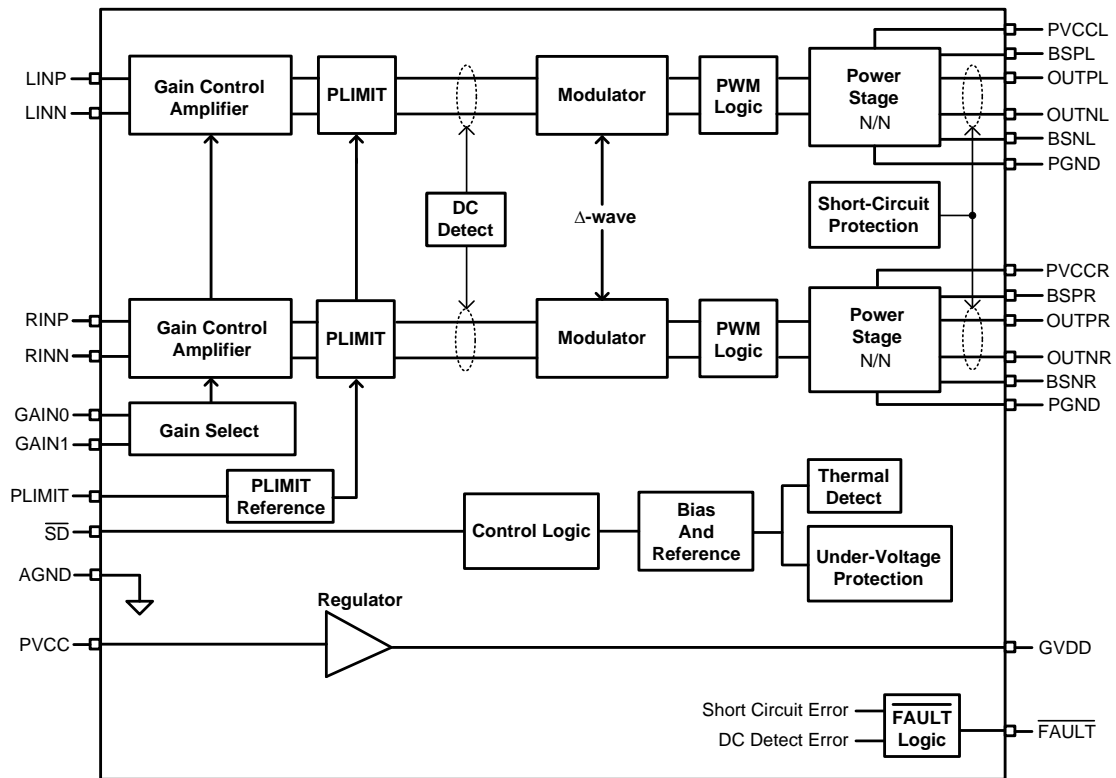 PVCCL
BSPL
LINP
Gain Control
Amplifier
PLIMIT
Modulator
PWM
Logic
Power
Stage
N/N
OUTPL
LINN
OUTNL
BSNL
PGND
DC
Detect
Δ-wave
Short-Circuit
Protection
PVCCR
BSPR
RINP
Gain Control
Amplifier
PLIMIT
Modulator
PWM
Logic
Power
Stage
N/N
OUTPR
RINN
OUTNR
BSNR
PGND
GAIN0
GAIN1
Gain Select
PLIMIT
PLIMIT
Reference
Thermal
Detect
SD
Control Logic
Bias
And
Reference
Under-Voltage
Protection
AGND
Regulator
PVCC
GVDD
Short Circuit Error
DC Detect Error
FAULT
Logic
FAULT